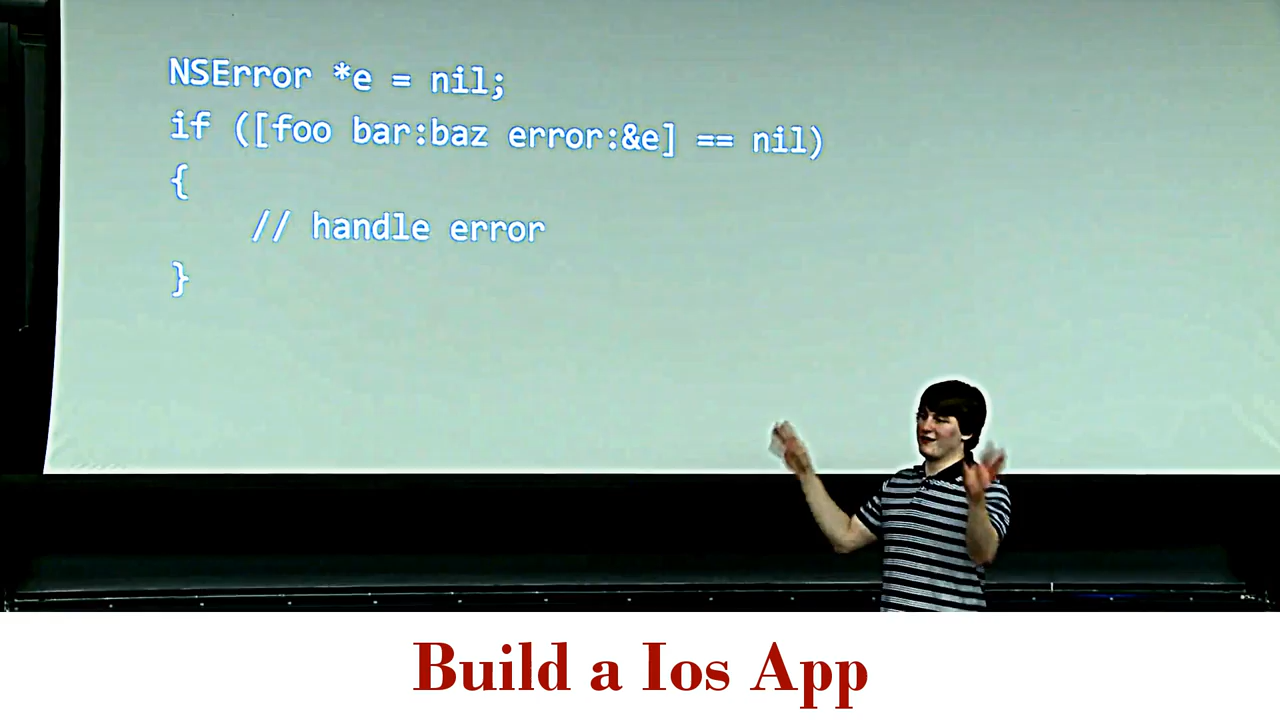 NSError *e = nil;
if ([foo bar:baz error:&e] == nil)
{
    // handle error
}
Build a Ios App